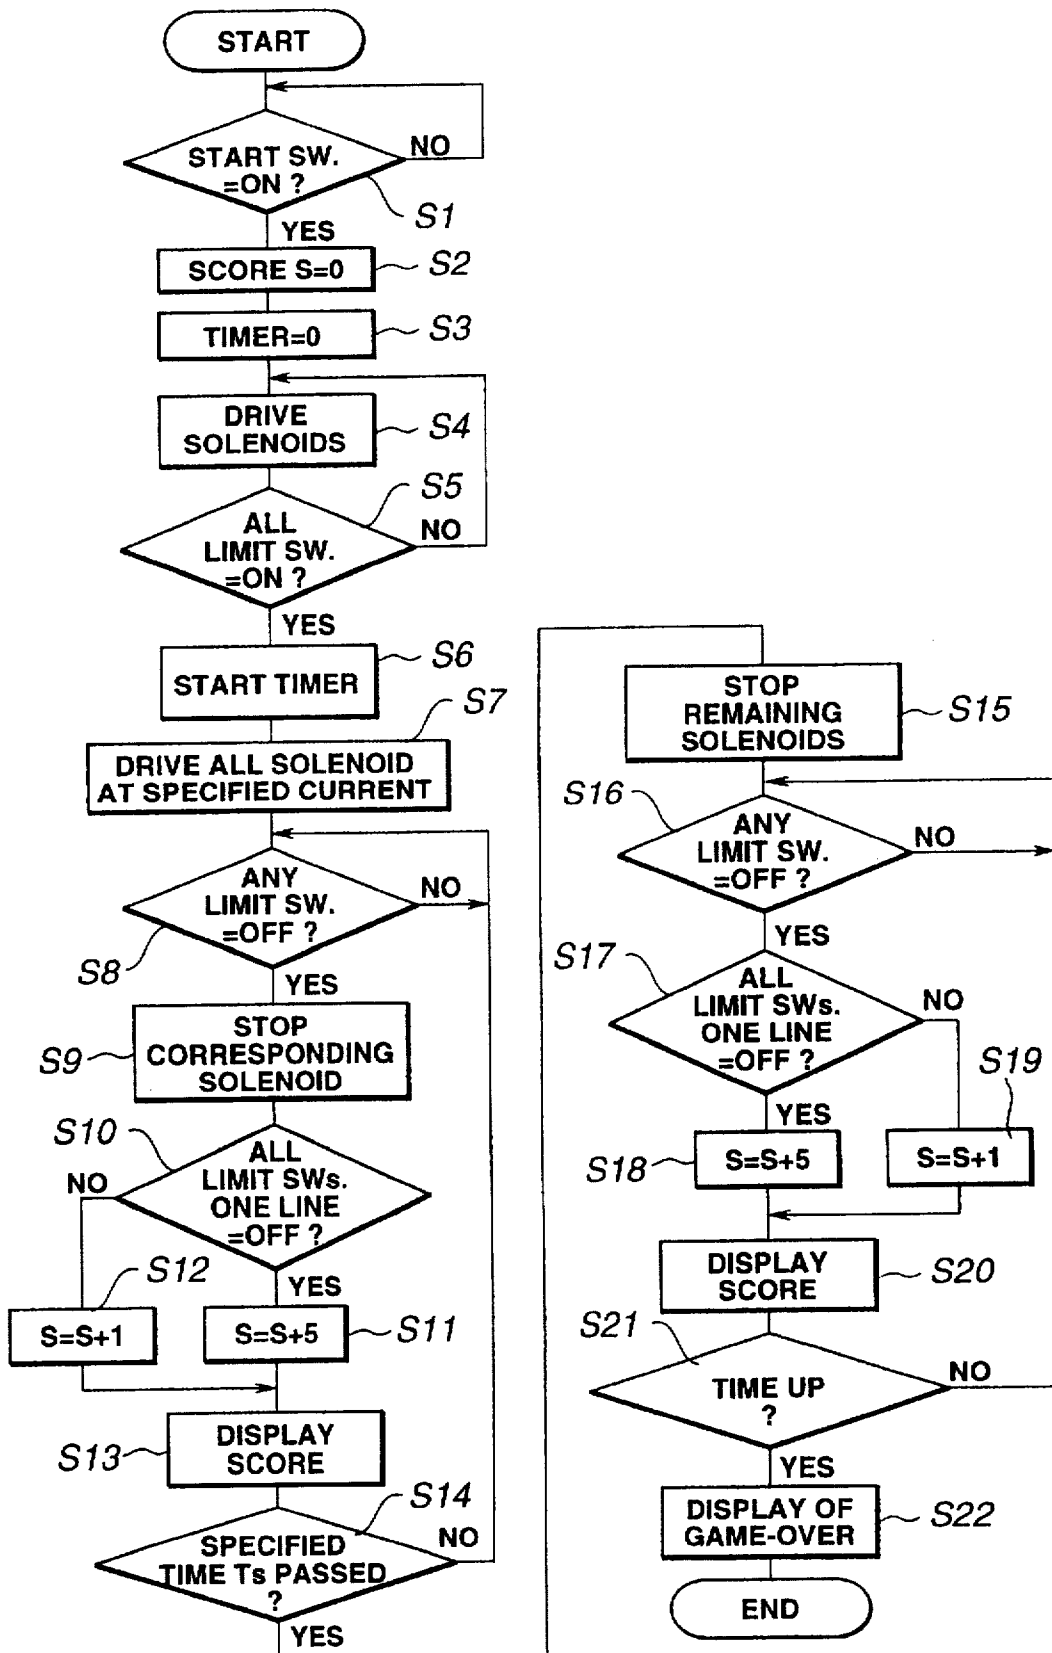 START
START SW.
=ON ?
NO
S1
YES
SCORE S=0
S2
TIMER=0
S3
DRIVE
SOLENOIDS
S4
S5
ALL
LIMIT SW.
=ON ?
NO
YES
START TIMER
S6
S7
DRIVE ALL SOLENOID
AT SPECIFIED CURRENT
ANY
LIMIT SW.
=OFF ?
NO
S8
YES
STOP
CORRESPONDING
SOLENOID
S9
S10
ALL
LIMIT SWs.
ONE LINE
=OFF ?
NO
YES
S12
S=S+1
S=S+5
S11
DISPLAY
SCORE
S13
S14
SPECIFIED
TIME Ts PASSED
?
NO
YES
STOP
REMAINING
SOLENOIDS
S15
S16
ANY
LIMIT SW.
=OFF ?
NO
YES
S17
ALL
LIMIT SWs.
ONE LINE
=OFF ?
NO
YES
S19
S18
S=S+5
S=S+1
DISPLAY
SCORE
S20
S21
TIME UP
?
NO
YES
DISPLAY OF
GAME-OVER
S22
END